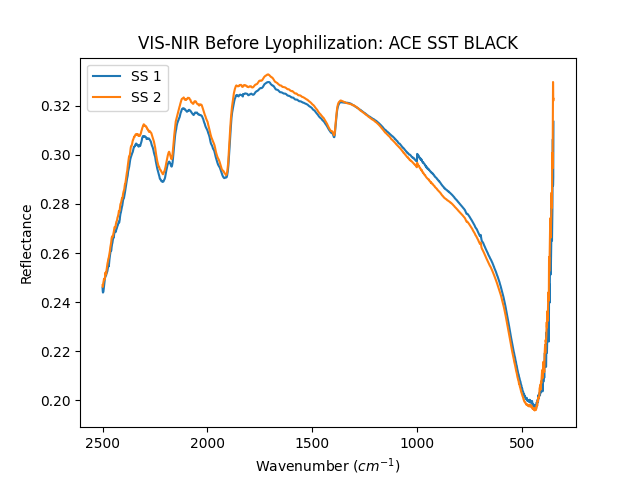 VIS-NIR Before Lyophilization: ACE SST BLACK
SS 1
SS 2
Reflectance
0.32
0.30
0.28
0.26
0.24
0.22
0.20
2500 2000 1500 1000 500
Wavenumber (cm⁻¹)